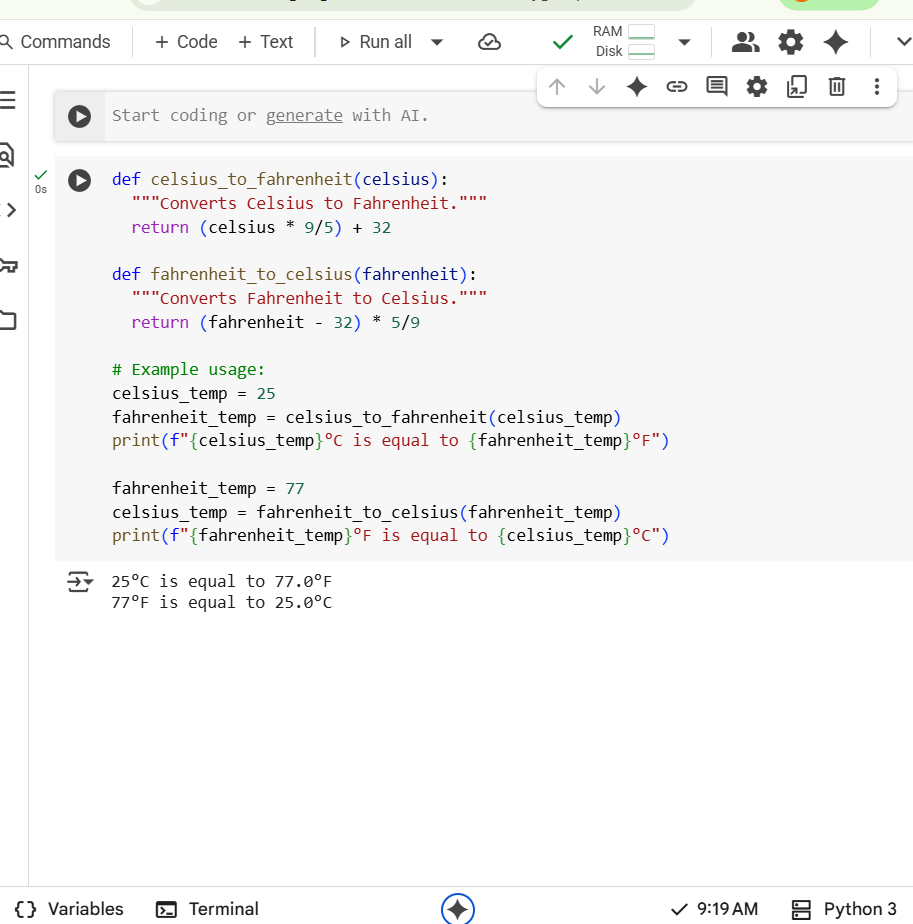 Commands
+ Code + Text
Run all
RAM
Disk
Start coding or generate with AI.
0s
def celsius_to_fahrenheit(celsius):
  """Converts Celsius to Fahrenheit."""
  return (celsius * 9/5) + 32

def fahrenheit_to_celsius(fahrenheit):
  """Converts Fahrenheit to Celsius."""
  return (fahrenheit - 32) * 5/9

# Example usage:
celsius_temp = 25
fahrenheit_temp = celsius_to_fahrenheit(celsius_temp)
print(f"{celsius_temp}°C is equal to {fahrenheit_temp}°F")

fahrenheit_temp = 77
celsius_temp = fahrenheit_to_celsius(fahrenheit_temp)
print(f"{fahrenheit_temp}°F is equal to {celsius_temp}°C")
25°C is equal to 77.0°F
77°F is equal to 25.0°C
{} Variables
Terminal
9:19 AM
Python 3